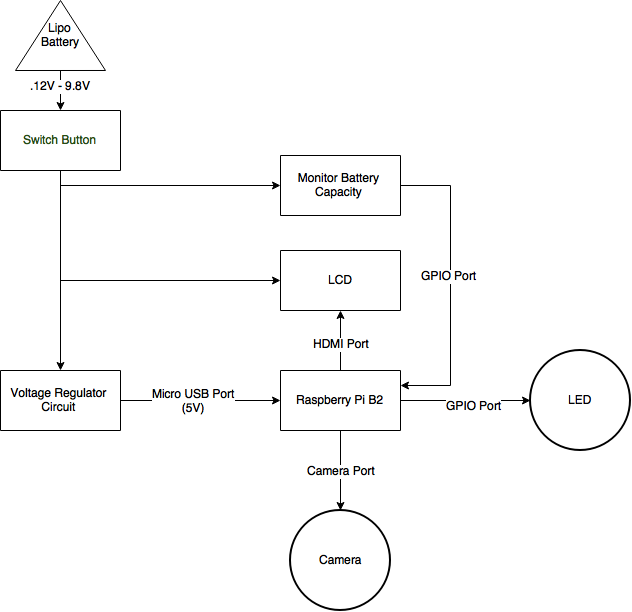 Lipo
Battery
.12V - 9.8V
Switch Button
Monitor Battery
Capacity
GPIO Port
LCD
HDMI Port
Voltage Regulator
Circuit
Micro USB Port
(5V)
Raspberry Pi B2
GPIO Port
LED
Camera Port
Camera